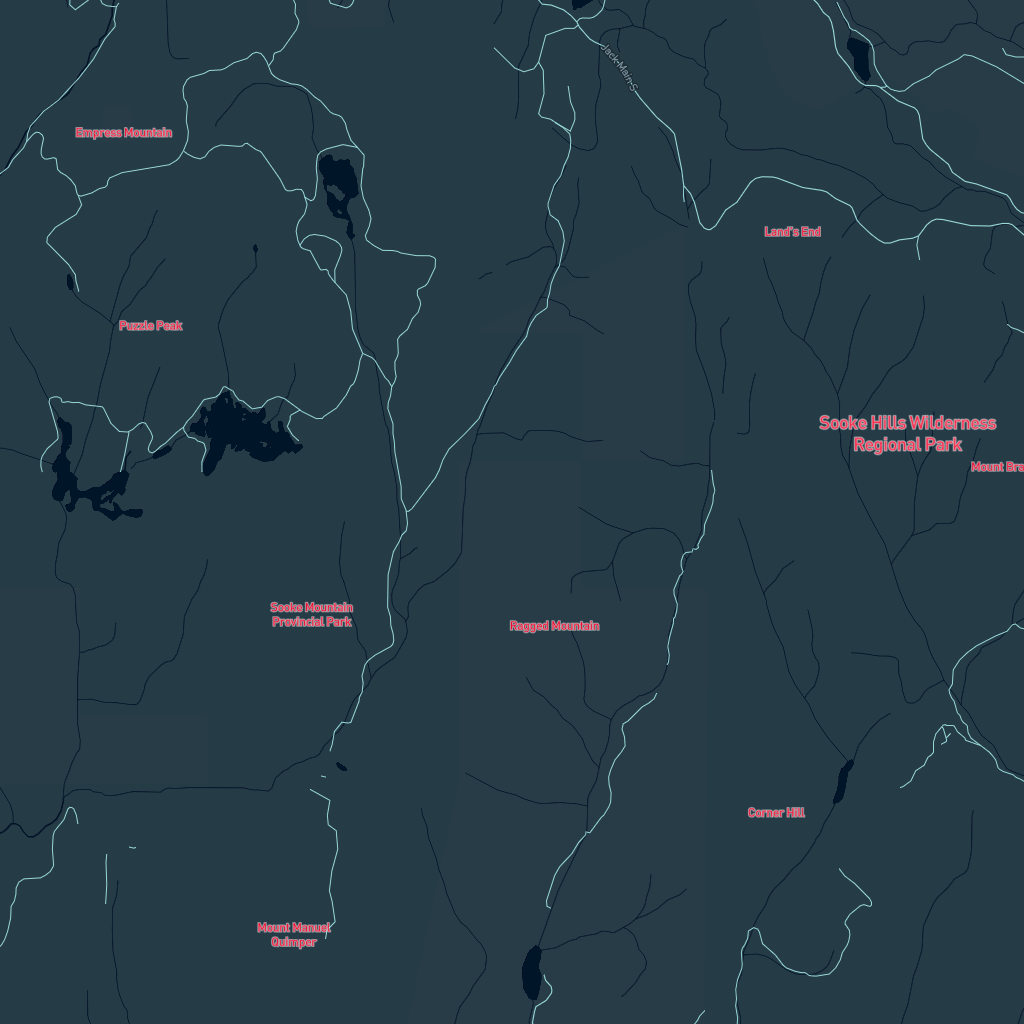 Jack-Main-S
Empress Mountain
Land's End
Puzzle Peak
Sooke Hills Wilderness
Regional Park
Mount Bra
Sooke Mountain
Provincial Park
Ragged Mountain
Corner Hill
Mount Manuel
Quimper